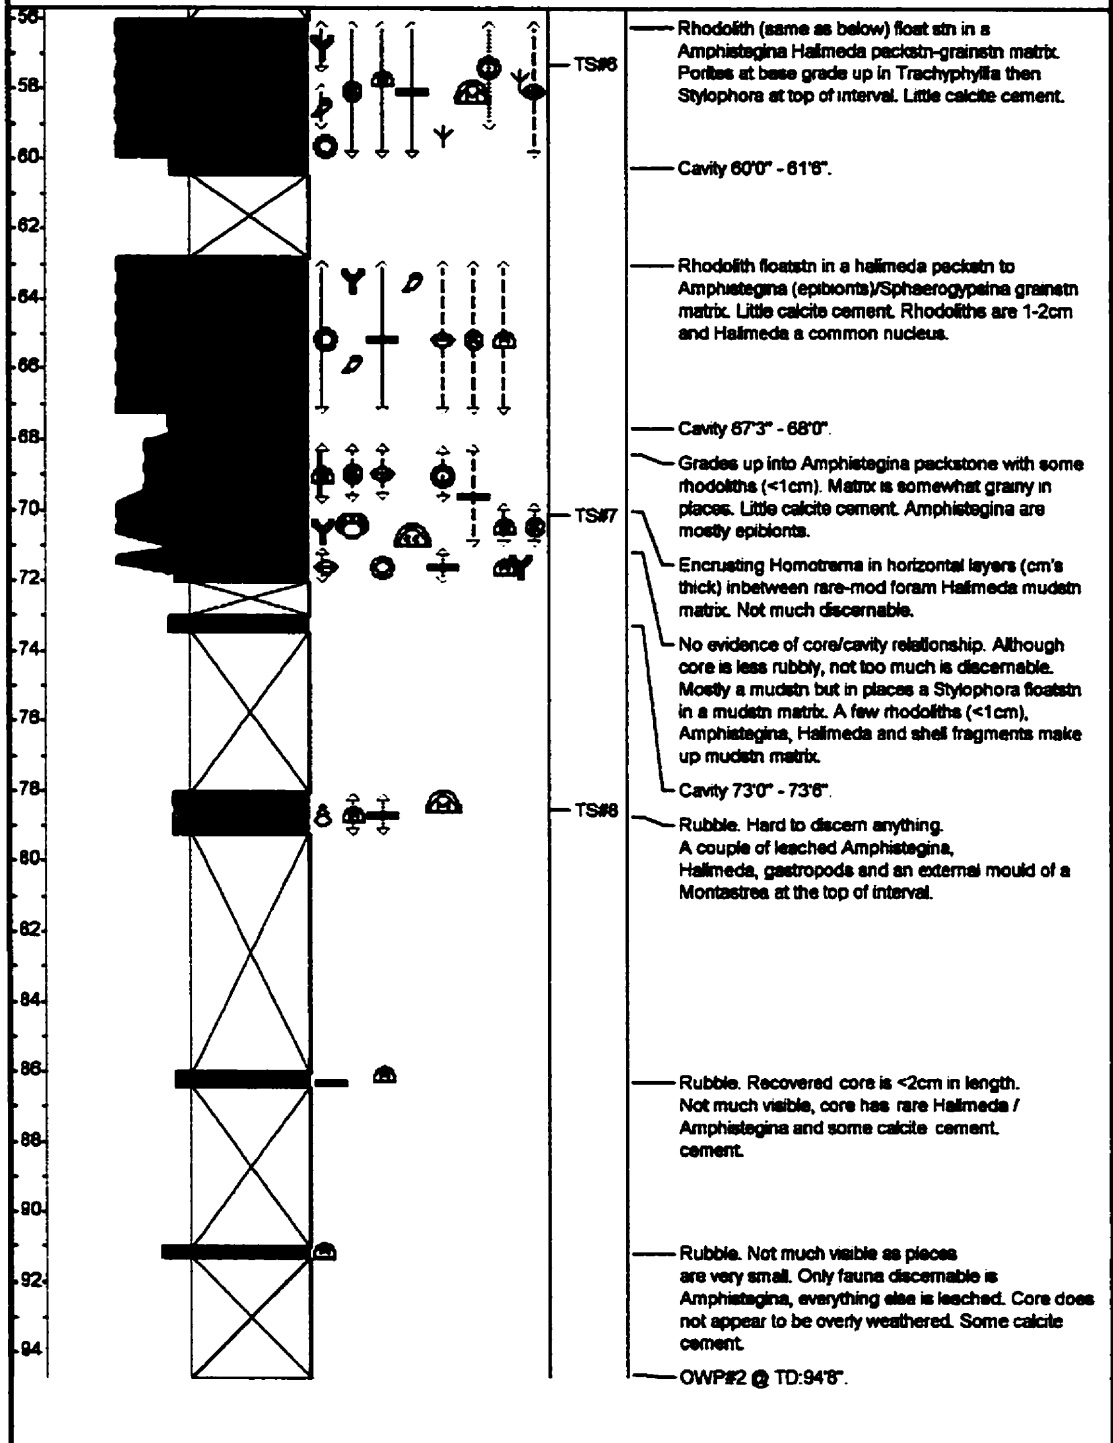 56
Rhodolith (same as below) float stn in a
Amphistegina Halimeda packstn-grainstn matrix.
Porites at base grade up in Trachyphyllia then
Stylophora at top of interval. Little calcite cement.
TS#6
58
60
Cavity 60'0" - 61'6".
62
Rhodolith floatstn in a halimeda packstn to
Amphistegina (epibionts)/Sphaerogypsina grainstn
matrix. Little calcite cement. Rhodoliths are 1-2cm
and Halimeda a common nucleus.
64
66
68
Cavity 67'3" - 68'0".
Grades up into Amphistegina packstone with some
rhodoliths (<1cm). Matrix is somewhat grainy in
places. Little calcite cement. Amphistegina are
mostly epibionts.
70
TS#7
Encrusting Homotrema in horizontal layers (cm's
thick) inbetween rare-mod foram Halimeda mudstn
matrix. Not much discernable.
72
No evidence of core/cavity relationship. Although
core is less rubbly, not too much is discernable.
Mostly a mudstn but in places a Stylophora floatstn
in a mudstn matrix. A few rhodoliths (<1cm),
Amphistegina, Halimeda and shell fragments make
up mudstn matrix.
74
76
78
Cavity 73'0" - 73'6".
TS#8
Rubble. Hard to discern anything.
A couple of leached Amphistegina,
Halimeda, gastropods and an external mould of a
Montastrea at the top of interval.
80
82
84
86
Rubble. Recovered core is <2cm in length.
Not much visible, core has rare Halimeda /
Amphistegina and some calcite cement.
cement.
88
90
Rubble. Not much visible as pieces
are very small. Only fauna discernable is
Amphistegina, everything else is leached. Core does
not appear to be overly weathered. Some calcite
cement.
92
94
OWP#2 @ TD:94'8".